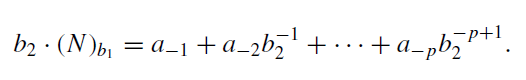 b₂ · (N)_{b₁} = a₋₁ + a₋₂b₂⁻¹ + ··· + a₋ₚb₂^{−p+1}.